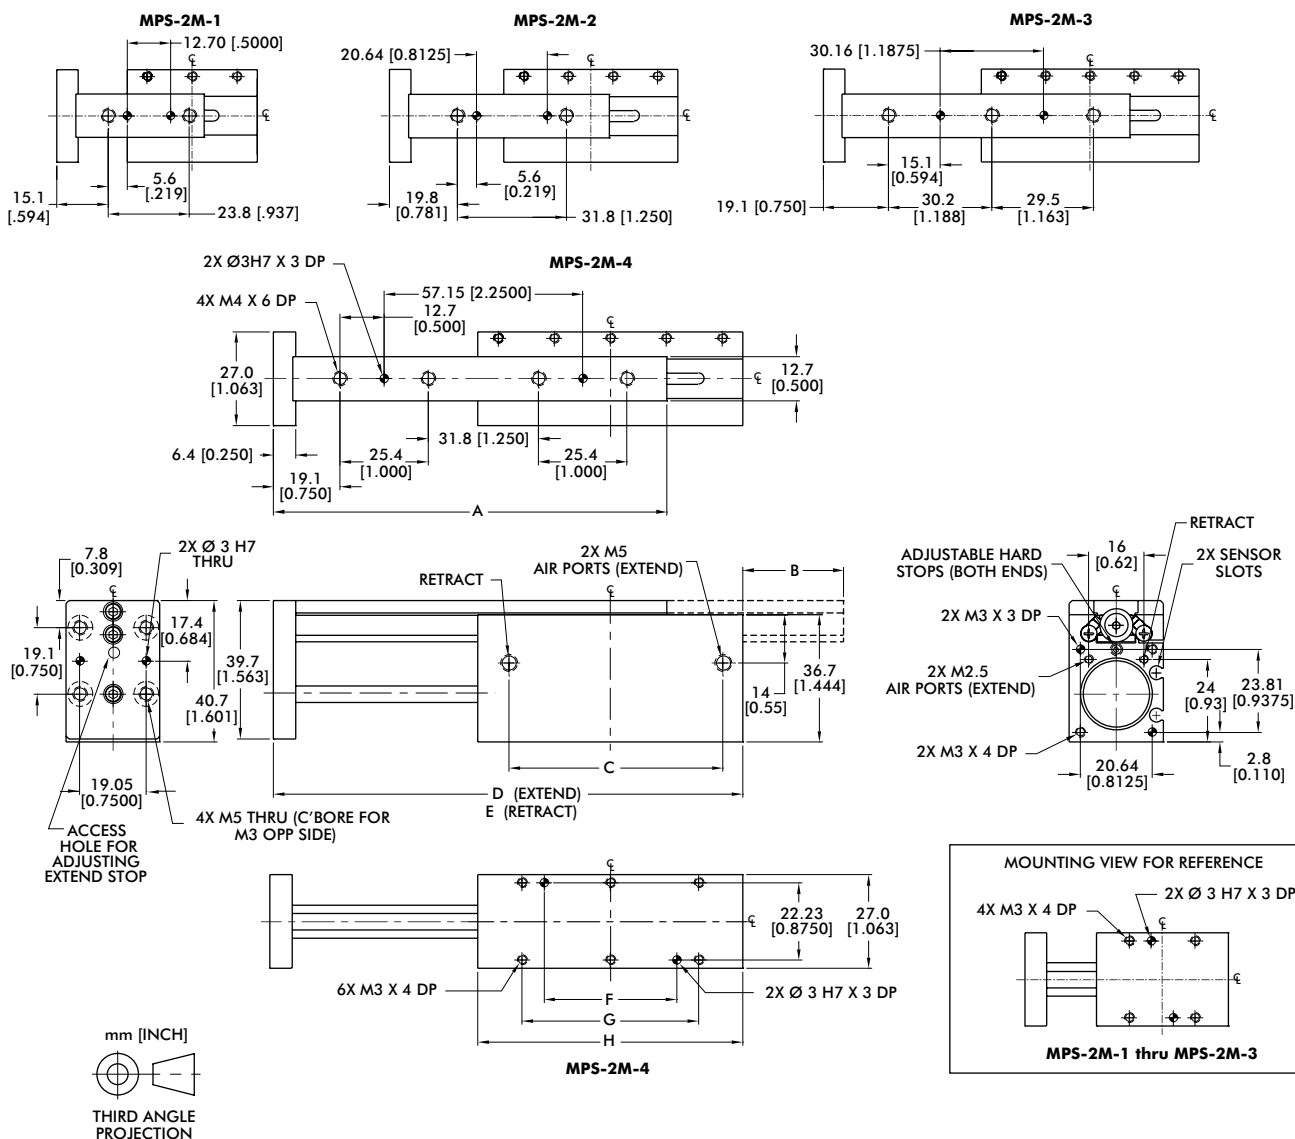 MPS-2M-1
12.70 [.5000]
℄
℄
5.6
[.219]
15.1
[.594]
23.8 [.937]
MPS-2M-2
20.64 [0.8125]
℄
℄
5.6
[0.219]
19.8
[0.781]
31.8 [1.250]
MPS-2M-3
30.16 [1.1875]
℄
℄
15.1
[0.594]
19.1 [0.750]
30.2
[1.188]
29.5
[1.163]
2X Ø3H7 X 3 DP
MPS-2M-4
4X M4 X 6 DP
57.15 [2.2500]
12.7
[0.500]
℄
27.0
[1.063]
℄
12.7
[0.500]
31.8 [1.250]
6.4 [0.250]
25.4
[1.000]
25.4
[1.000]
19.1
[0.750]
A
7.8
[0.309]
2X Ø 3 H7
THRU
℄
17.4
[0.684]
19.1
[0.750]
40.7
[1.601]
19.05
[0.7500]
4X M5 THRU (C'BORE FOR
M3 OPP SIDE)
ACCESS
HOLE FOR
ADJUSTING
EXTEND STOP
2X M5
AIR PORTS (EXTEND)
RETRACT
℄
B
39.7
[1.563]
36.7
[1.444]
14
[0.55]
C
D (EXTEND)
E (RETRACT)
RETRACT
16
[0.62]
ADJUSTABLE HARD
STOPS (BOTH ENDS)
2X SENSOR
SLOTS
2X M3 X 3 DP
2X M2.5
AIR PORTS (EXTEND)
24
[0.93]
23.81
[0.9375]
2X M3 X 4 DP
20.64
[0.8125]
2.8
[0.110]
℄
℄
22.23
[0.8750]
27.0
[1.063]
6X M3 X 4 DP
F
2X Ø 3 H7 X 3 DP
G
H
MPS-2M-4
MOUNTING VIEW FOR REFERENCE
2X Ø 3 H7 X 3 DP
4X M3 X 4 DP
℄
℄
MPS-2M-1 thru MPS-2M-3
mm [INCH]
THIRD ANGLE
PROJECTION